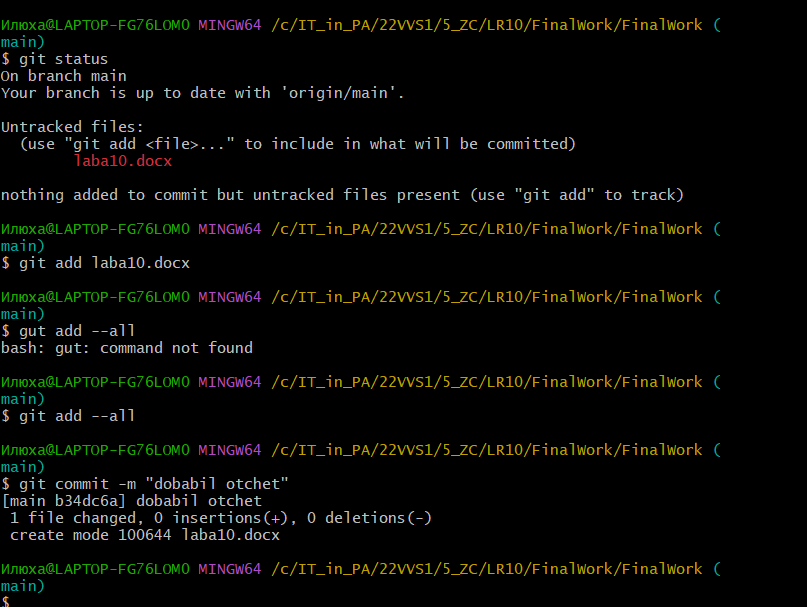 Илюха@LAPTOP-FG76LOM0 MINGW64 /c/IT_in_PA/22VVS1/5_ZC/LR10/FinalWork/FinalWork (
main)
$ git status
On branch main
Your branch is up to date with 'origin/main'.
Untracked files:
  (use "git add <file>..." to include in what will be committed)
        laba10.docx
nothing added to commit but untracked files present (use "git add" to track)
Илюха@LAPTOP-FG76LOM0 MINGW64 /c/IT_in_PA/22VVS1/5_ZC/LR10/FinalWork/FinalWork (
main)
$ git add laba10.docx
Илюха@LAPTOP-FG76LOM0 MINGW64 /c/IT_in_PA/22VVS1/5_ZC/LR10/FinalWork/FinalWork (
main)
$ gut add --all
bash: gut: command not found
Илюха@LAPTOP-FG76LOM0 MINGW64 /c/IT_in_PA/22VVS1/5_ZC/LR10/FinalWork/FinalWork (
main)
$ git add --all
Илюха@LAPTOP-FG76LOM0 MINGW64 /c/IT_in_PA/22VVS1/5_ZC/LR10/FinalWork/FinalWork (
main)
$ git commit -m "dobabil otchet"
[main b34dc6a] dobabil otchet
 1 file changed, 0 insertions(+), 0 deletions(-)
 create mode 100644 laba10.docx
Илюха@LAPTOP-FG76LOM0 MINGW64 /c/IT_in_PA/22VVS1/5_ZC/LR10/FinalWork/FinalWork (
main)
$